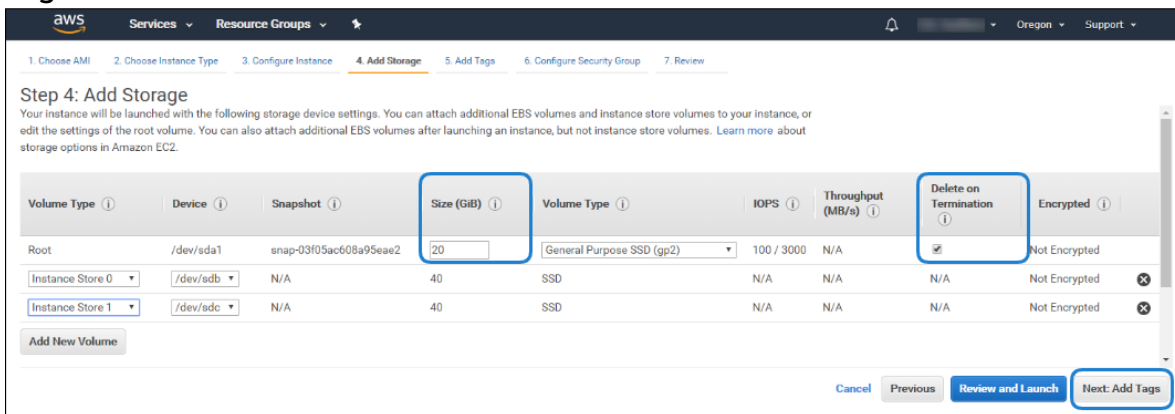 aws Services Resource Groups Oregon Support
1. Choose AMI 2. Choose Instance Type 3. Configure Instance 4. Add Storage 5. Add Tags 6. Configure Security Group 7. Review
Step 4: Add Storage
Your instance will be launched with the following storage device settings. You can attach additional EBS volumes and instance store volumes to your instance, or
edit the settings of the root volume. You can also attach additional EBS volumes after launching an instance, but not instance store volumes. Learn more about
storage options in Amazon EC2.
Volume Type Device Snapshot Size (GiB) Volume Type IOPS Throughput (MB/s) Delete on Termination Encrypted
Root /dev/sda1 snap-03f05ac608a95eae2 20 General Purpose SSD (gp2) 100 / 3000 N/A Not Encrypted
Instance Store 0 /dev/sdb N/A 40 SSD N/A N/A N/A Not Encrypted
Instance Store 1 /dev/sdc N/A 40 SSD N/A N/A N/A Not Encrypted
Add New Volume
Cancel Previous Review and Launch Next: Add Tags